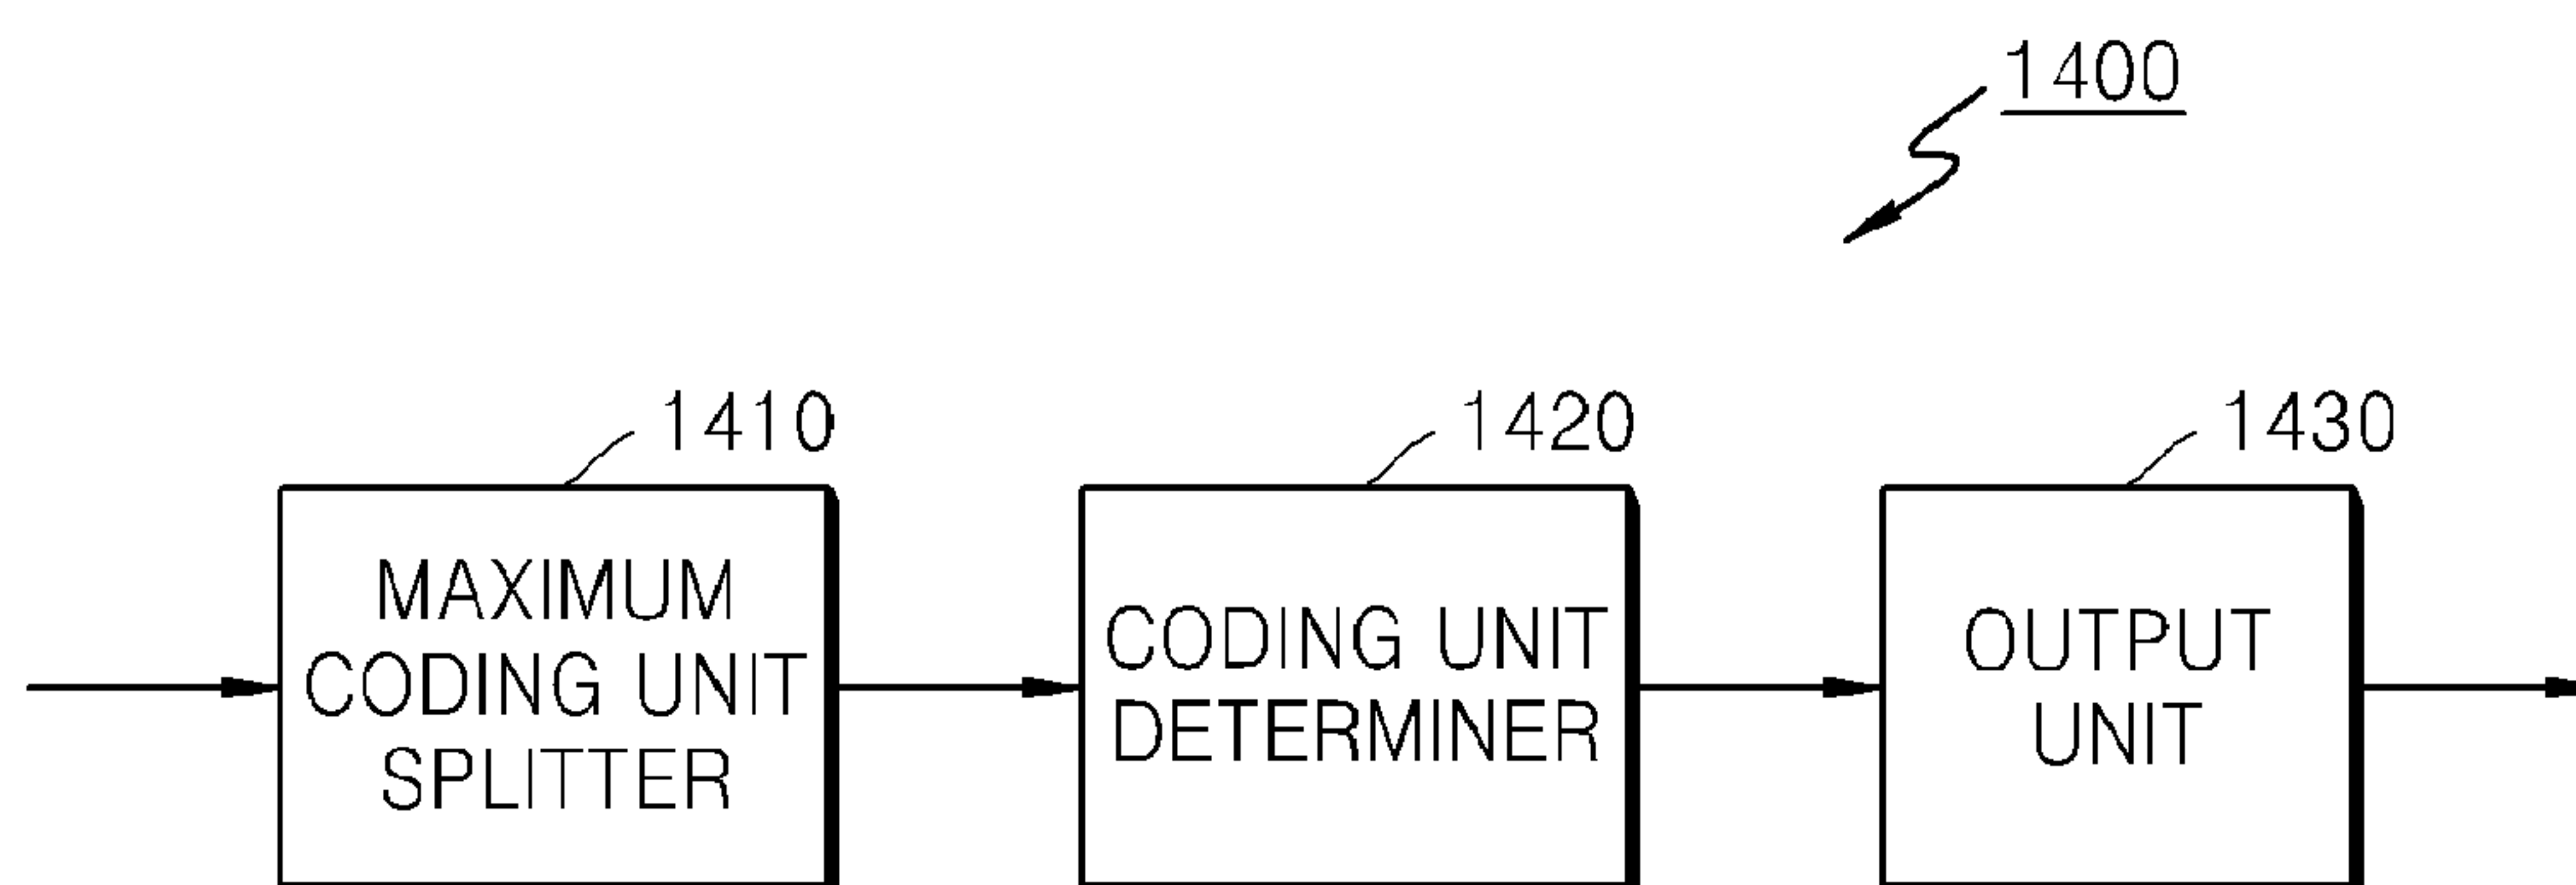 1400
1410
1420
1430
MAXIMUM
CODING UNIT
SPLITTER
CODING UNIT
DETERMINER
OUTPUT
UNIT